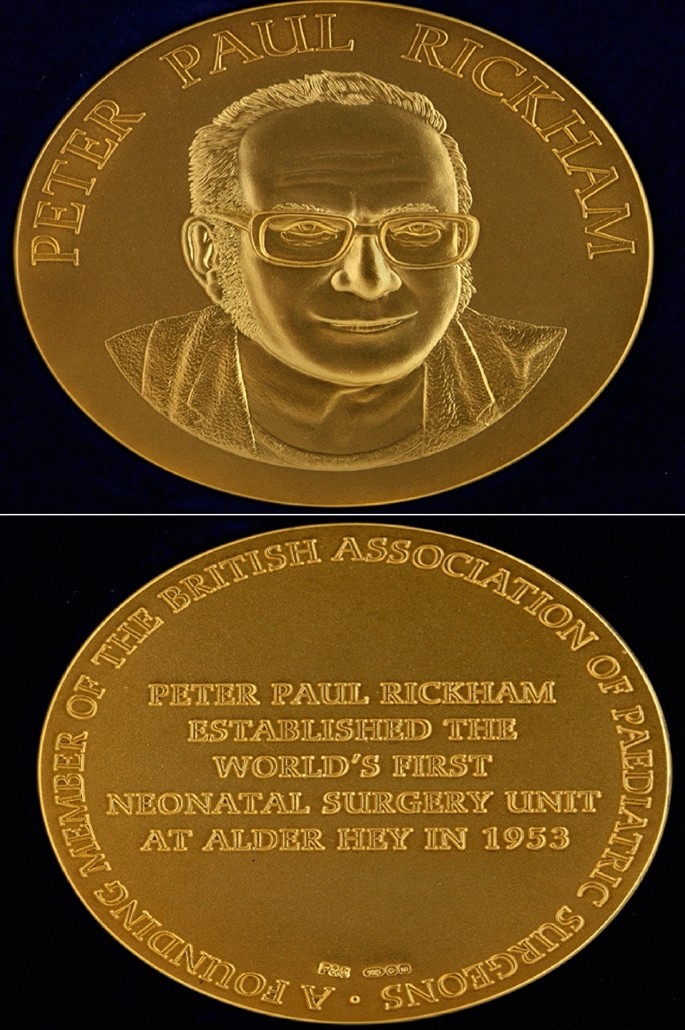 PETER PAUL RICKHAM
A FOUNDING MEMBER OF THE BRITISH ASSOCIATION OF PAEDIATRIC SURGEONS ·
PETER PAUL RICKHAM
ESTABLISHED THE
WORLD'S FIRST
NEONATAL SURGERY UNIT
AT ALDER HEY IN 1953